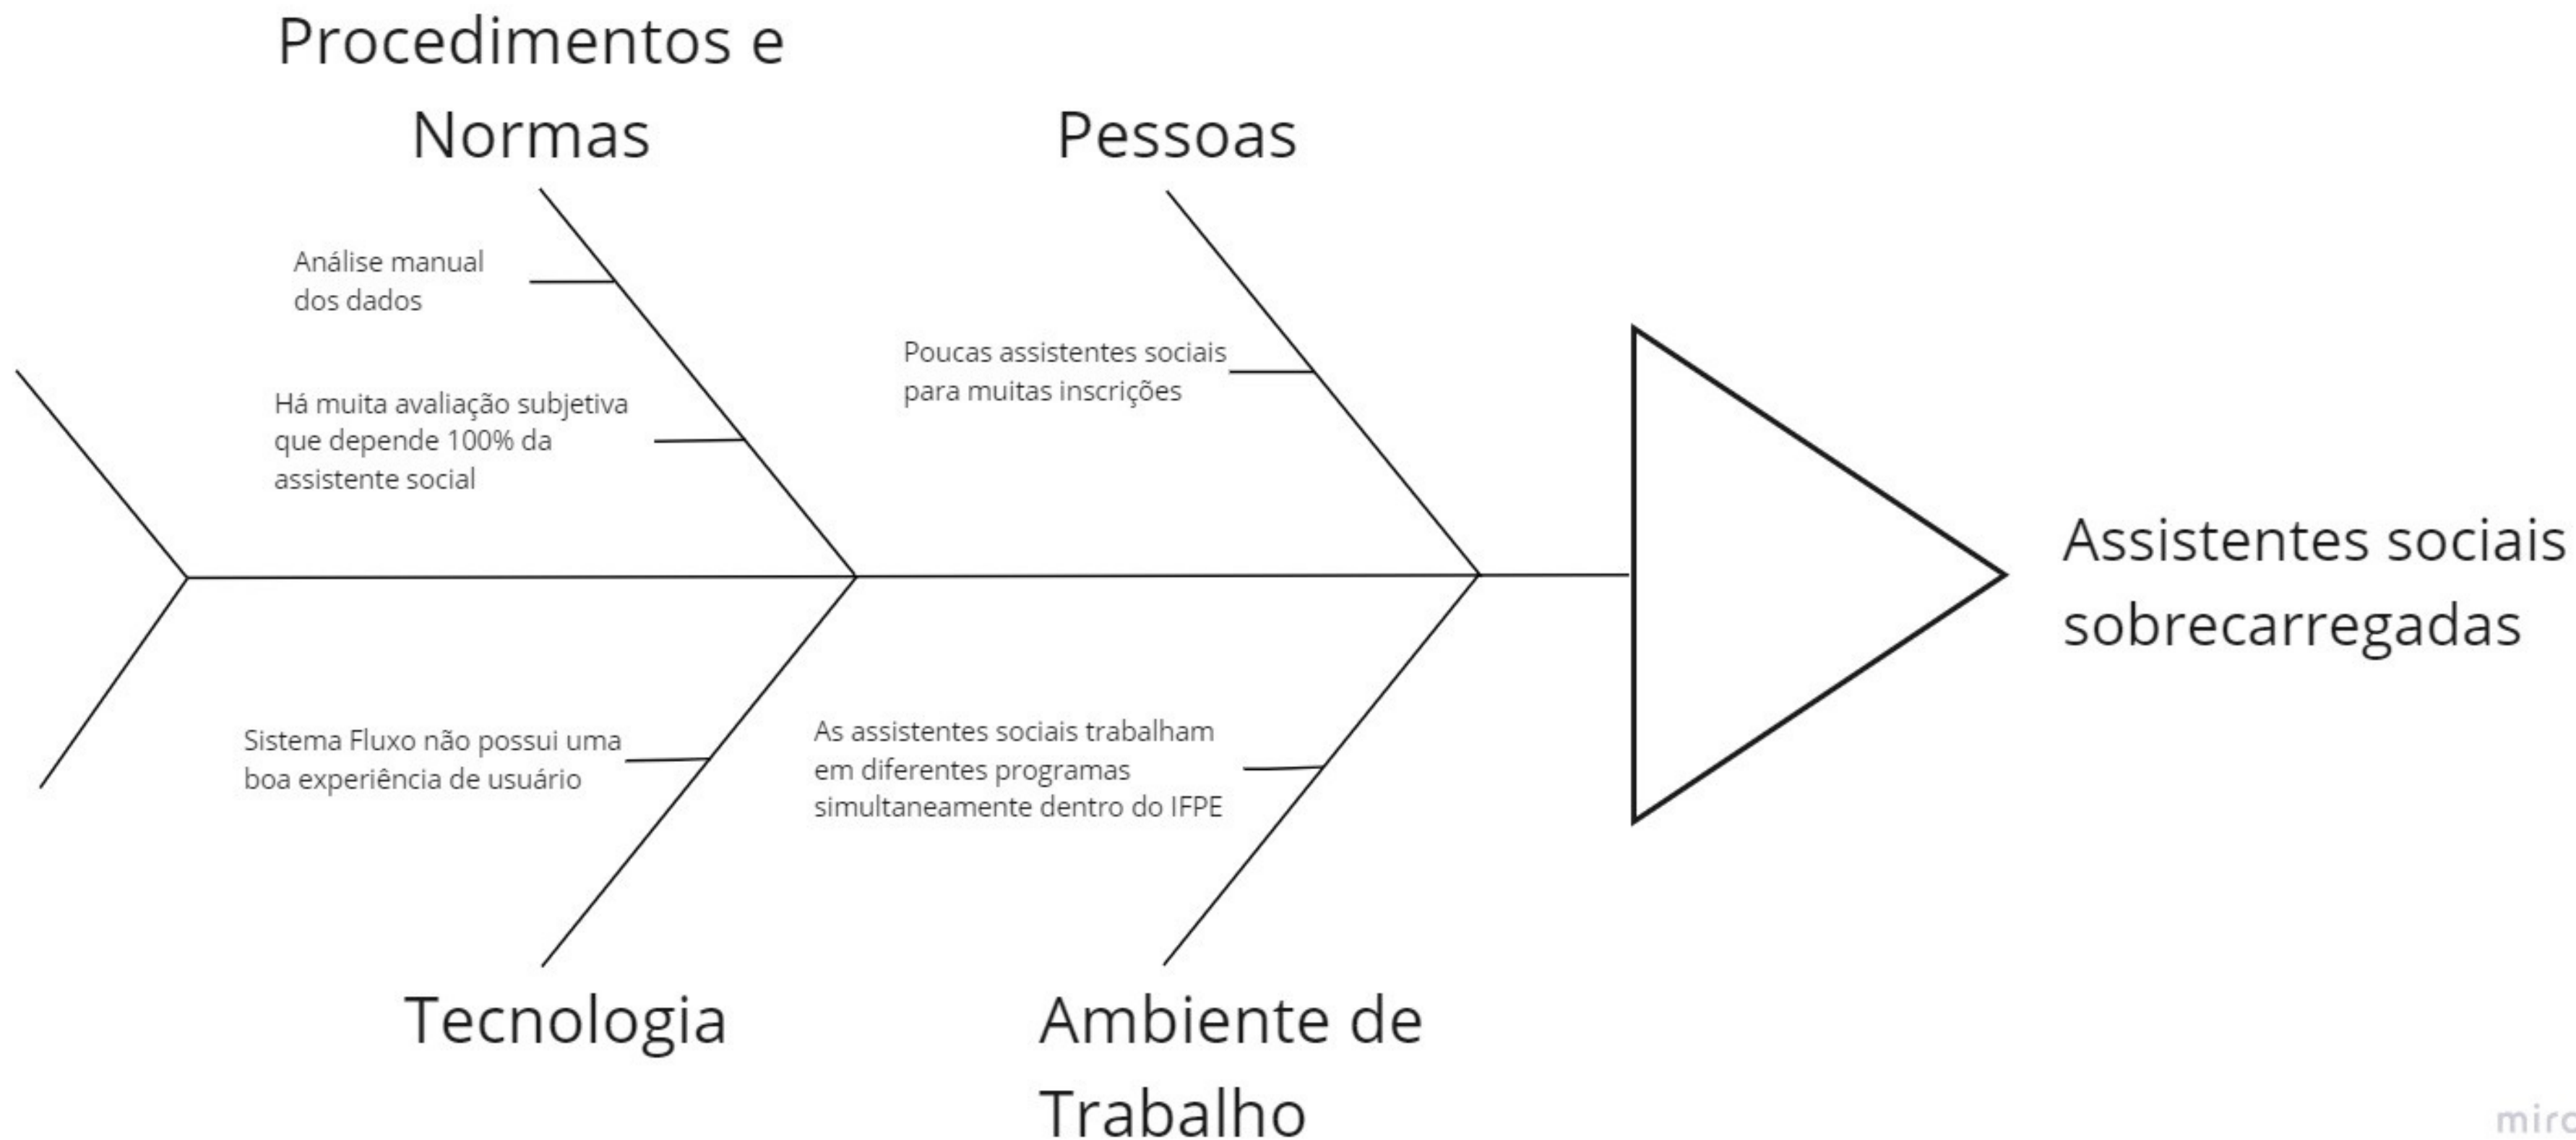 Procedimentos e
Normas
Pessoas
Análise manual
dos dados
Há muita avaliação subjetiva
que depende 100% da
assistente social
Poucas assistentes sociais
para muitas inscrições
Assistentes sociais
sobrecarregadas
Sistema Fluxo não possui uma
boa experiência de usuário
As assistentes sociais trabalham
em diferentes programas
simultaneamente dentro do IFPE
Tecnologia
Ambiente de
Trabalho
miro